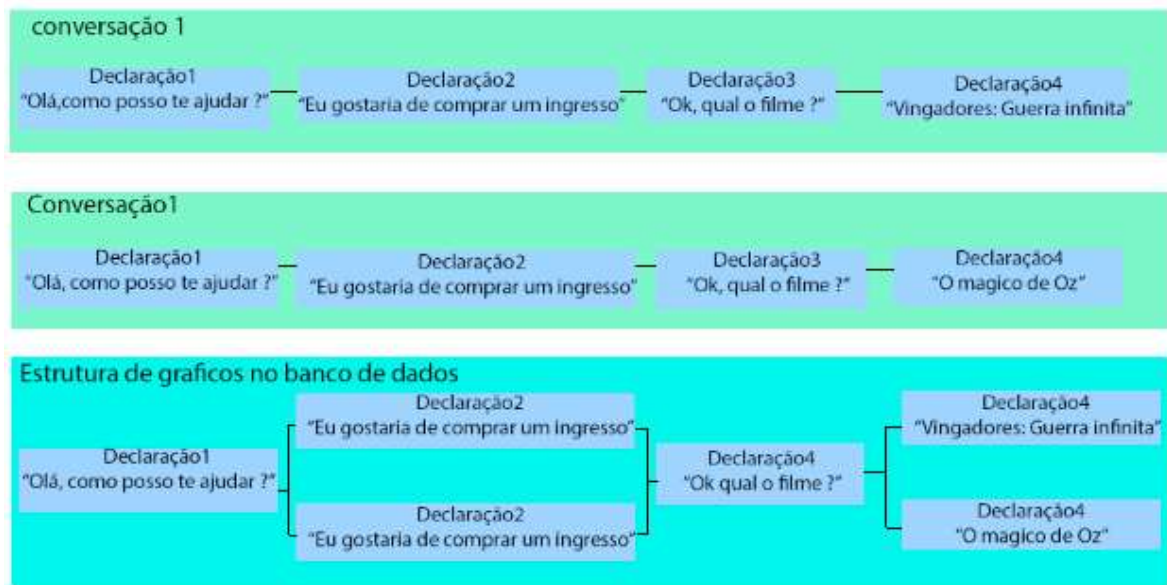 conversação 1
Declaração1
“Olá,como posso te ajudar ?”
Declaração2
“Eu gostaria de comprar um ingresso”
Declaração3
“Ok, qual o filme ?”
Declaração4
“Vingadores: Guerra infinita”
Conversação1
Declaração1
“Olá, como posso te ajudar ?”
Declaração2
“Eu gostaria de comprar um ingresso”
Declaração3
“Ok, qual o filme ?”
Declaração4
“O magico de Oz”
Estrutura de graficos no banco de dados
Declaração1
“Olá, como posso te ajudar ?”
Declaração2
“Eu gostaria de comprar um ingresso”
Declaração2
“Eu gostaria de comprar um ingresso”
Declaração4
“Ok qual o filme ?”
Declaração4
“Vingadores: Guerra infinita”
Declaração4
“O magico de Oz”